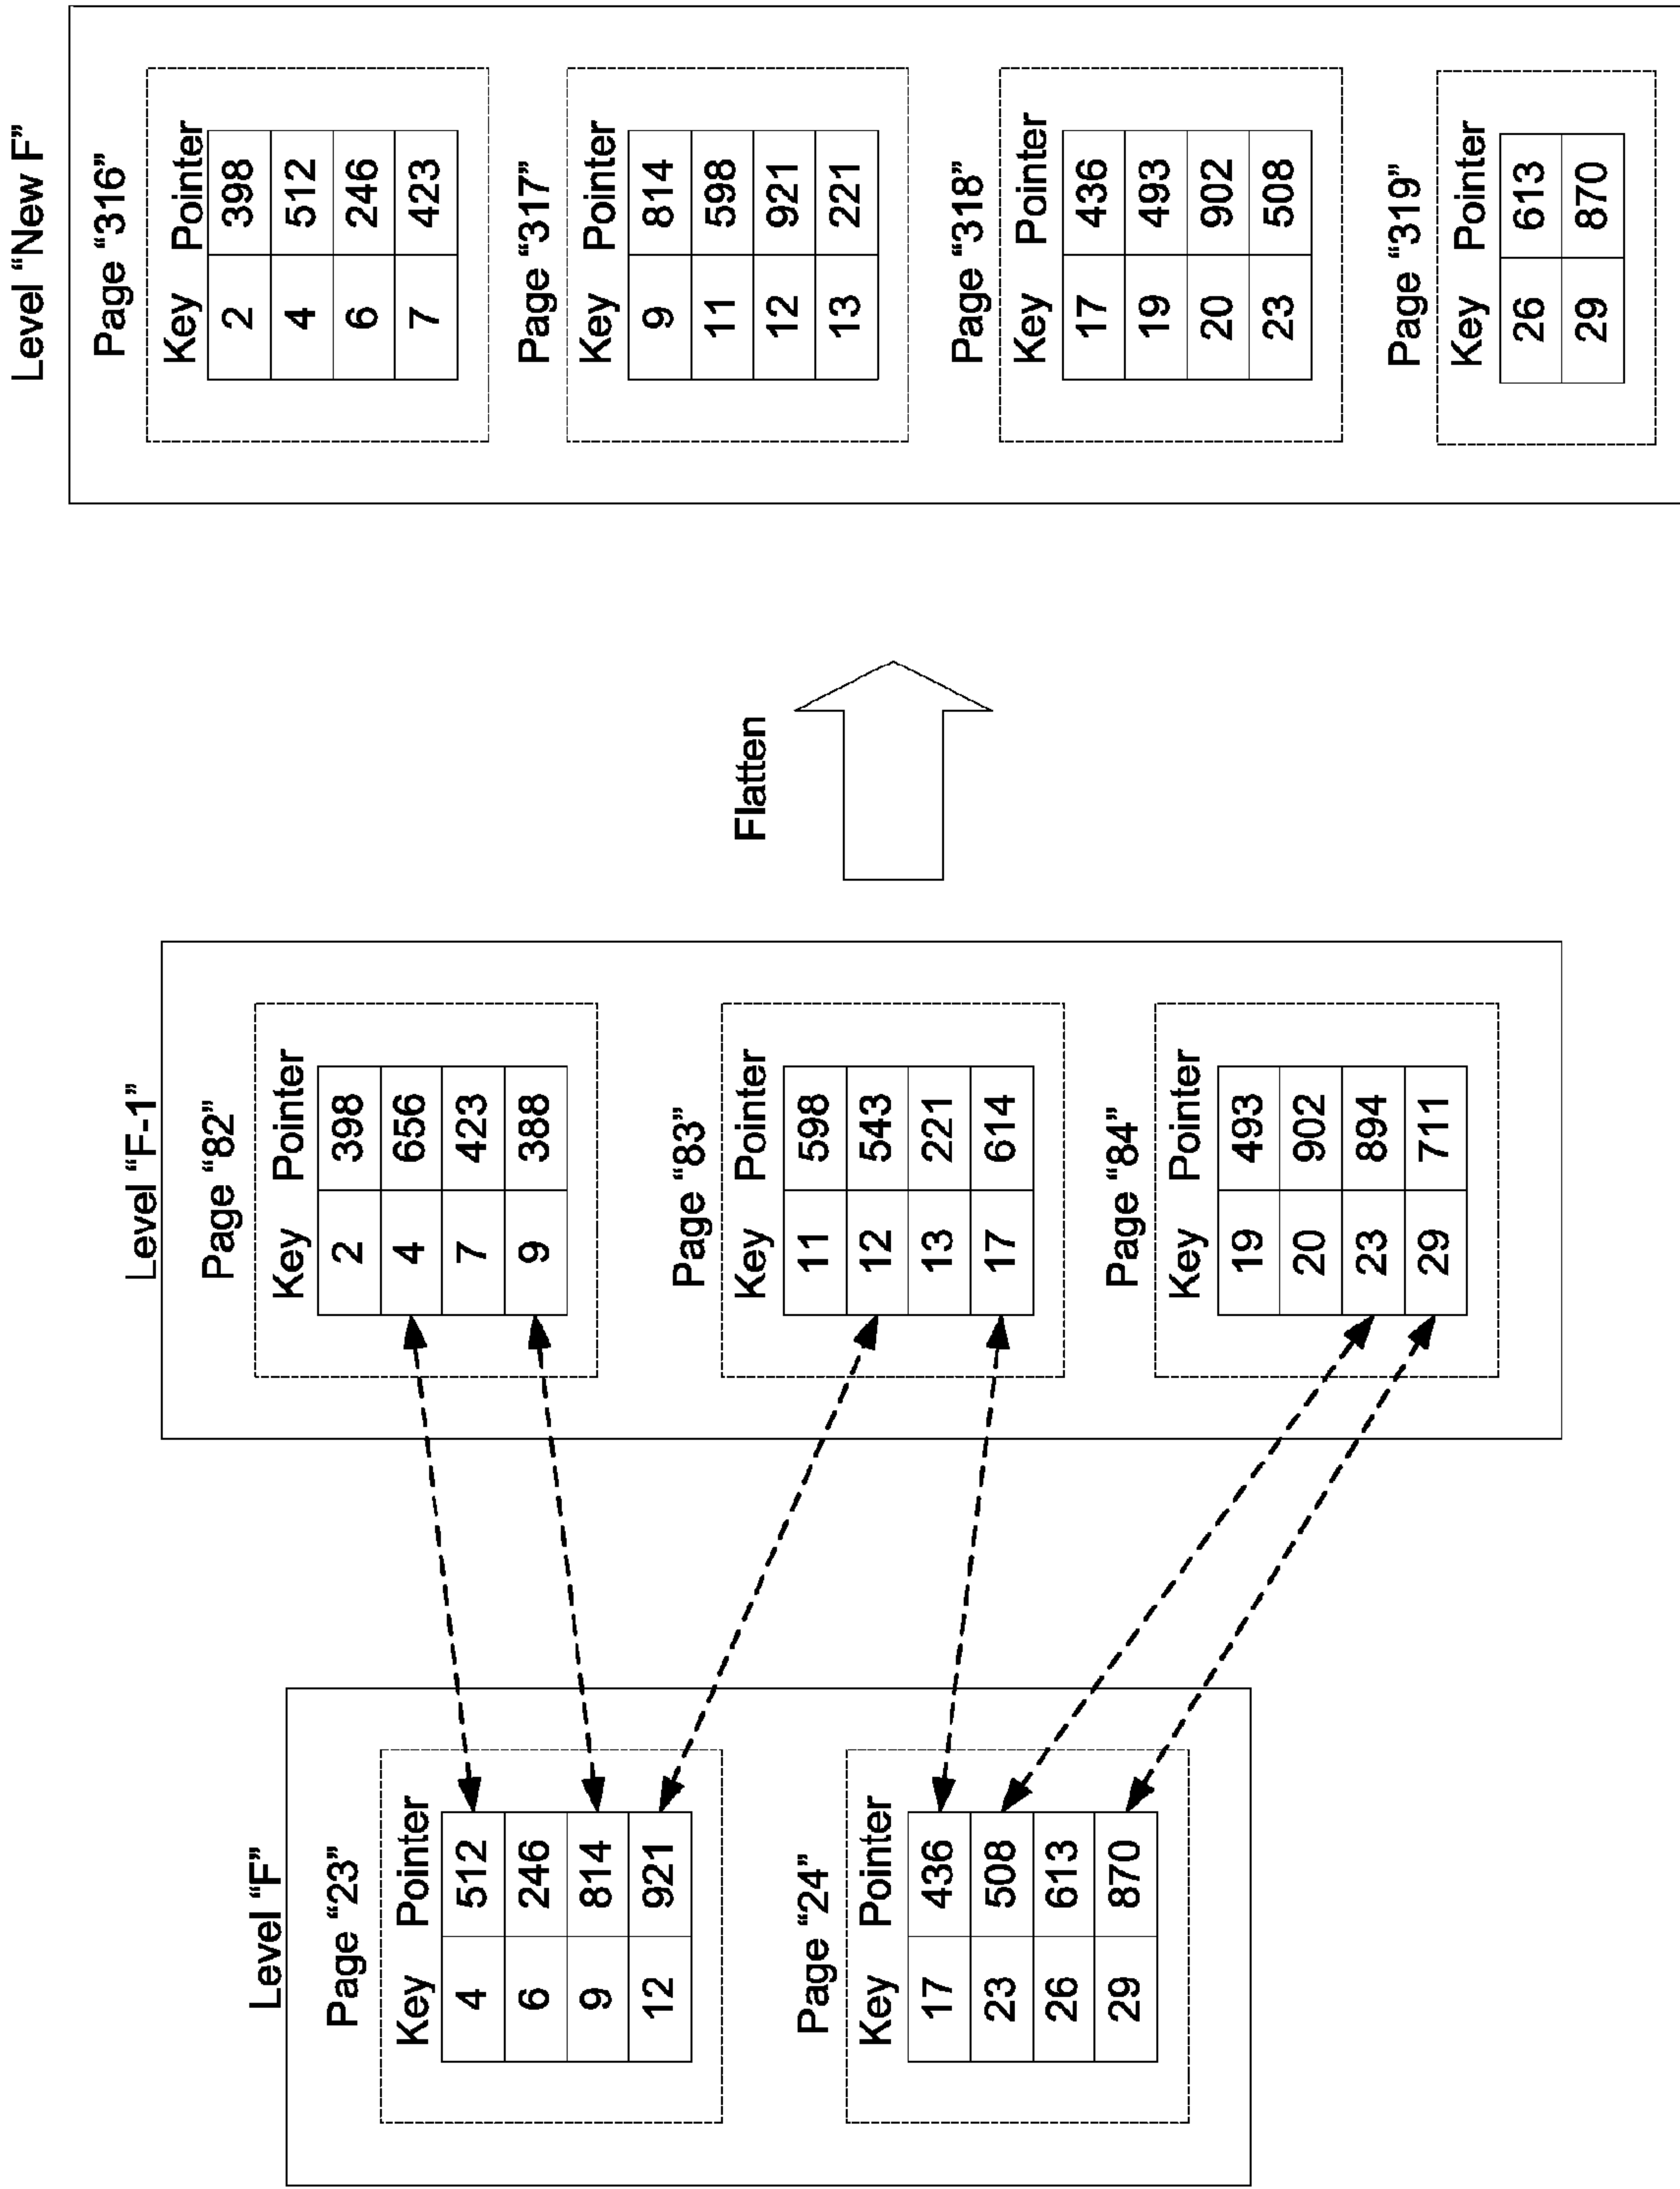 Level “F”
Page “23”
Key Pointer
4 512
6 246
9 814
12 921
Page “24”
Key Pointer
17 436
23 508
26 613
29 870
Level “F-1”
Page “82”
Key Pointer
2 398
4 656
7 423
9 388
Page “83”
Key Pointer
11 598
12 543
13 221
17 614
Page “84”
Key Pointer
19 493
20 902
23 894
29 711
Flatten
Level “New F”
Page “316”
Key Pointer
2 398
4 512
6 246
7 423
Page “317”
Key Pointer
9 814
11 598
12 921
13 221
Page “318”
Key Pointer
17 436
19 493
20 902
23 508
Page “319”
Key Pointer
26 613
29 870